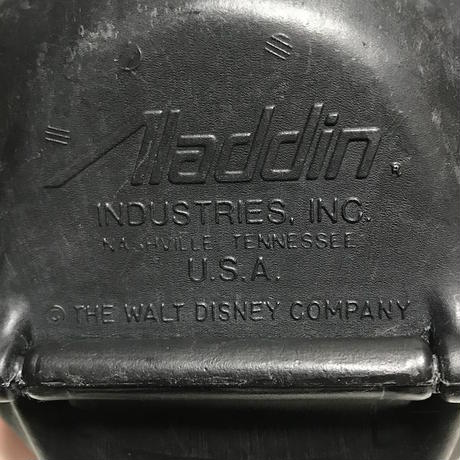 Aladdin®
INDUSTRIES, INC.
NASHVILLE, TENNESSEE
U.S.A.
© THE WALT DISNEY COMPANY